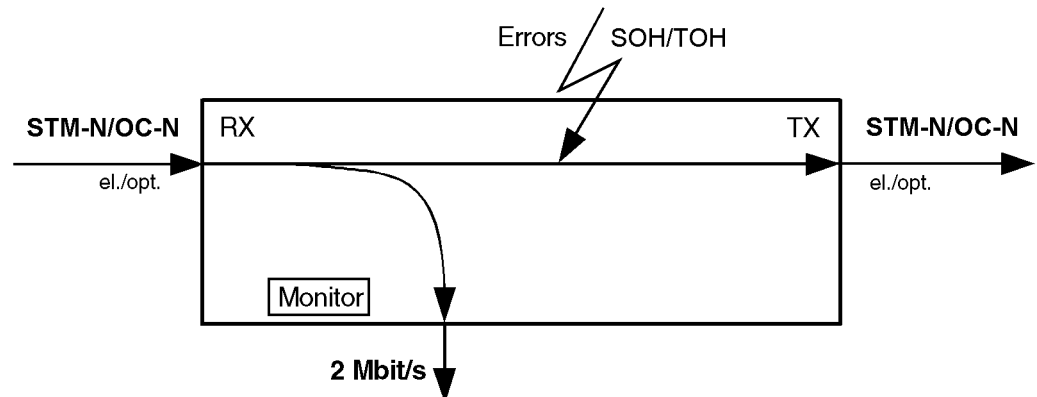 Errors SOH/TOH
STM-N/OC-N RX TX STM-N/OC-N
el./opt. el./opt.
Monitor
2 Mbit/s